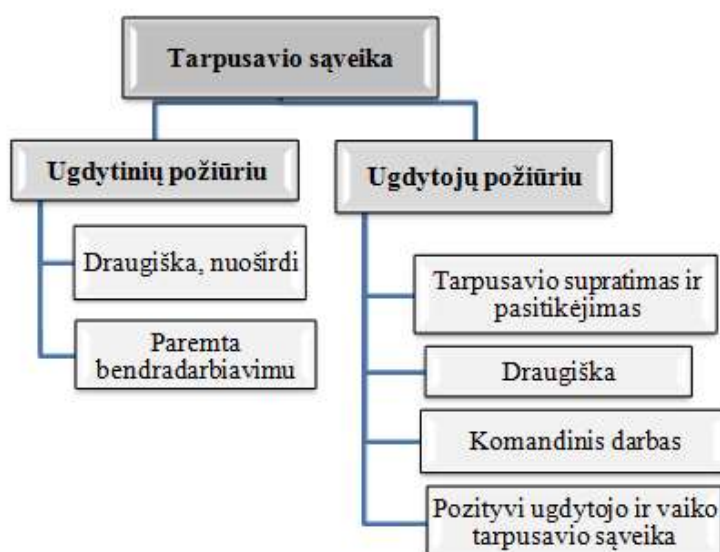 Tarpusavio sąveika
Ugdytinių požiūriu
Ugdytojų požiūriu
Draugiška, nuoširdi
Paremta
bendradarbiavimu
Tarpusavio supratimas ir
pasitikėjimas
Draugiška
Komandinis darbas
Pozityvi ugdytojo ir vaiko
tarpusavio sąveika